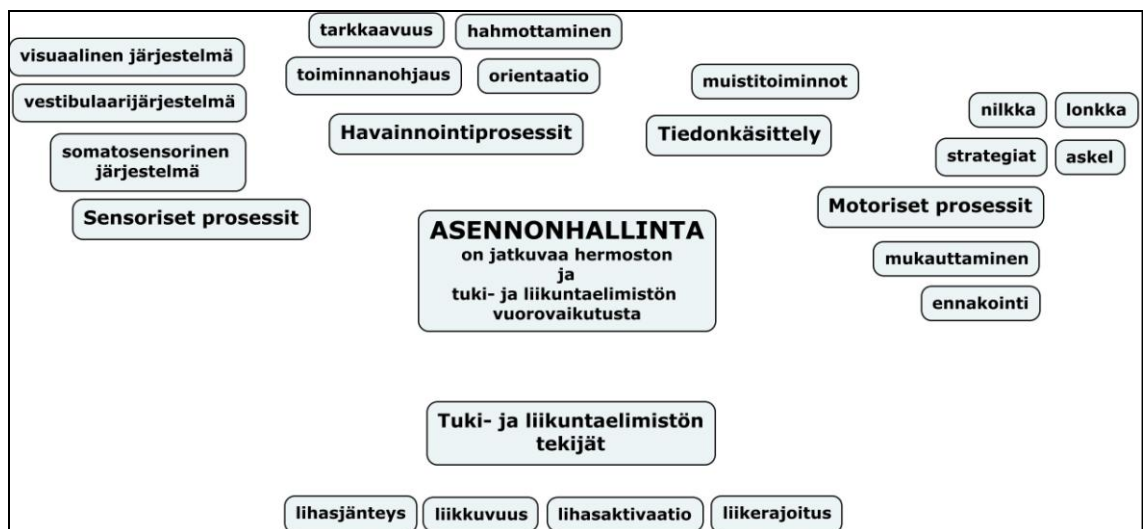 tarkkaavuus
hahmottaminen
visuaalinen järjestelmä
toiminnanohjaus
orientaatio
muistitoiminnot
vestibulaarijärjestelmä
nilkka
lonkka
Havainnointiprosessit
Tiedonkäsittely
somatosensorinen
järjestelmä
strategiat
askel
Sensoriset prosessit
Motoriset prosessit
ASENNONHALLINTA
on jatkuvaa hermoston
ja
tuki- ja liikuntaelimistön
vuorovaikutusta
mukauttaminen
ennakointi
Tuki- ja liikuntaelimistön
tekijät
lihasjänteys
liikkuvuus
lihasaktivaatio
liikerajoitus